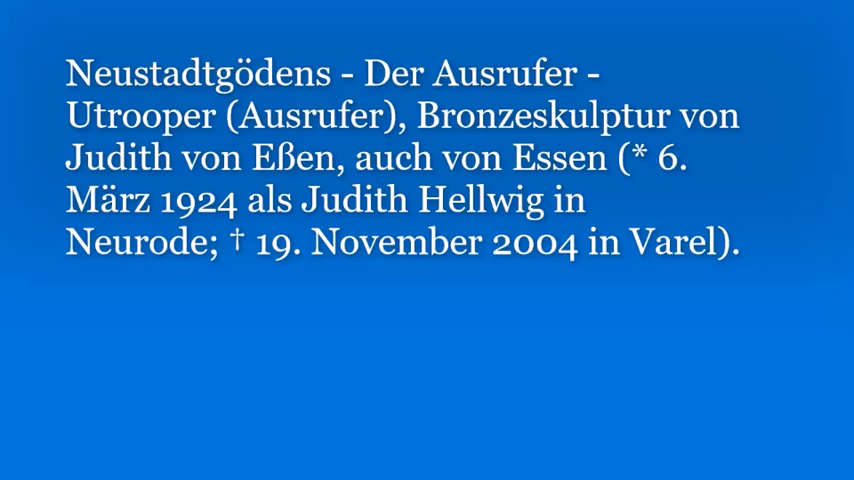 Neustadtgödens - Der Ausrufer -
Utrooper (Ausrufer), Bronzeskulptur von
Judith von Eßen, auch von Essen (* 6.
März 1924 als Judith Hellwig in
Neurode; † 19. November 2004 in Varel).